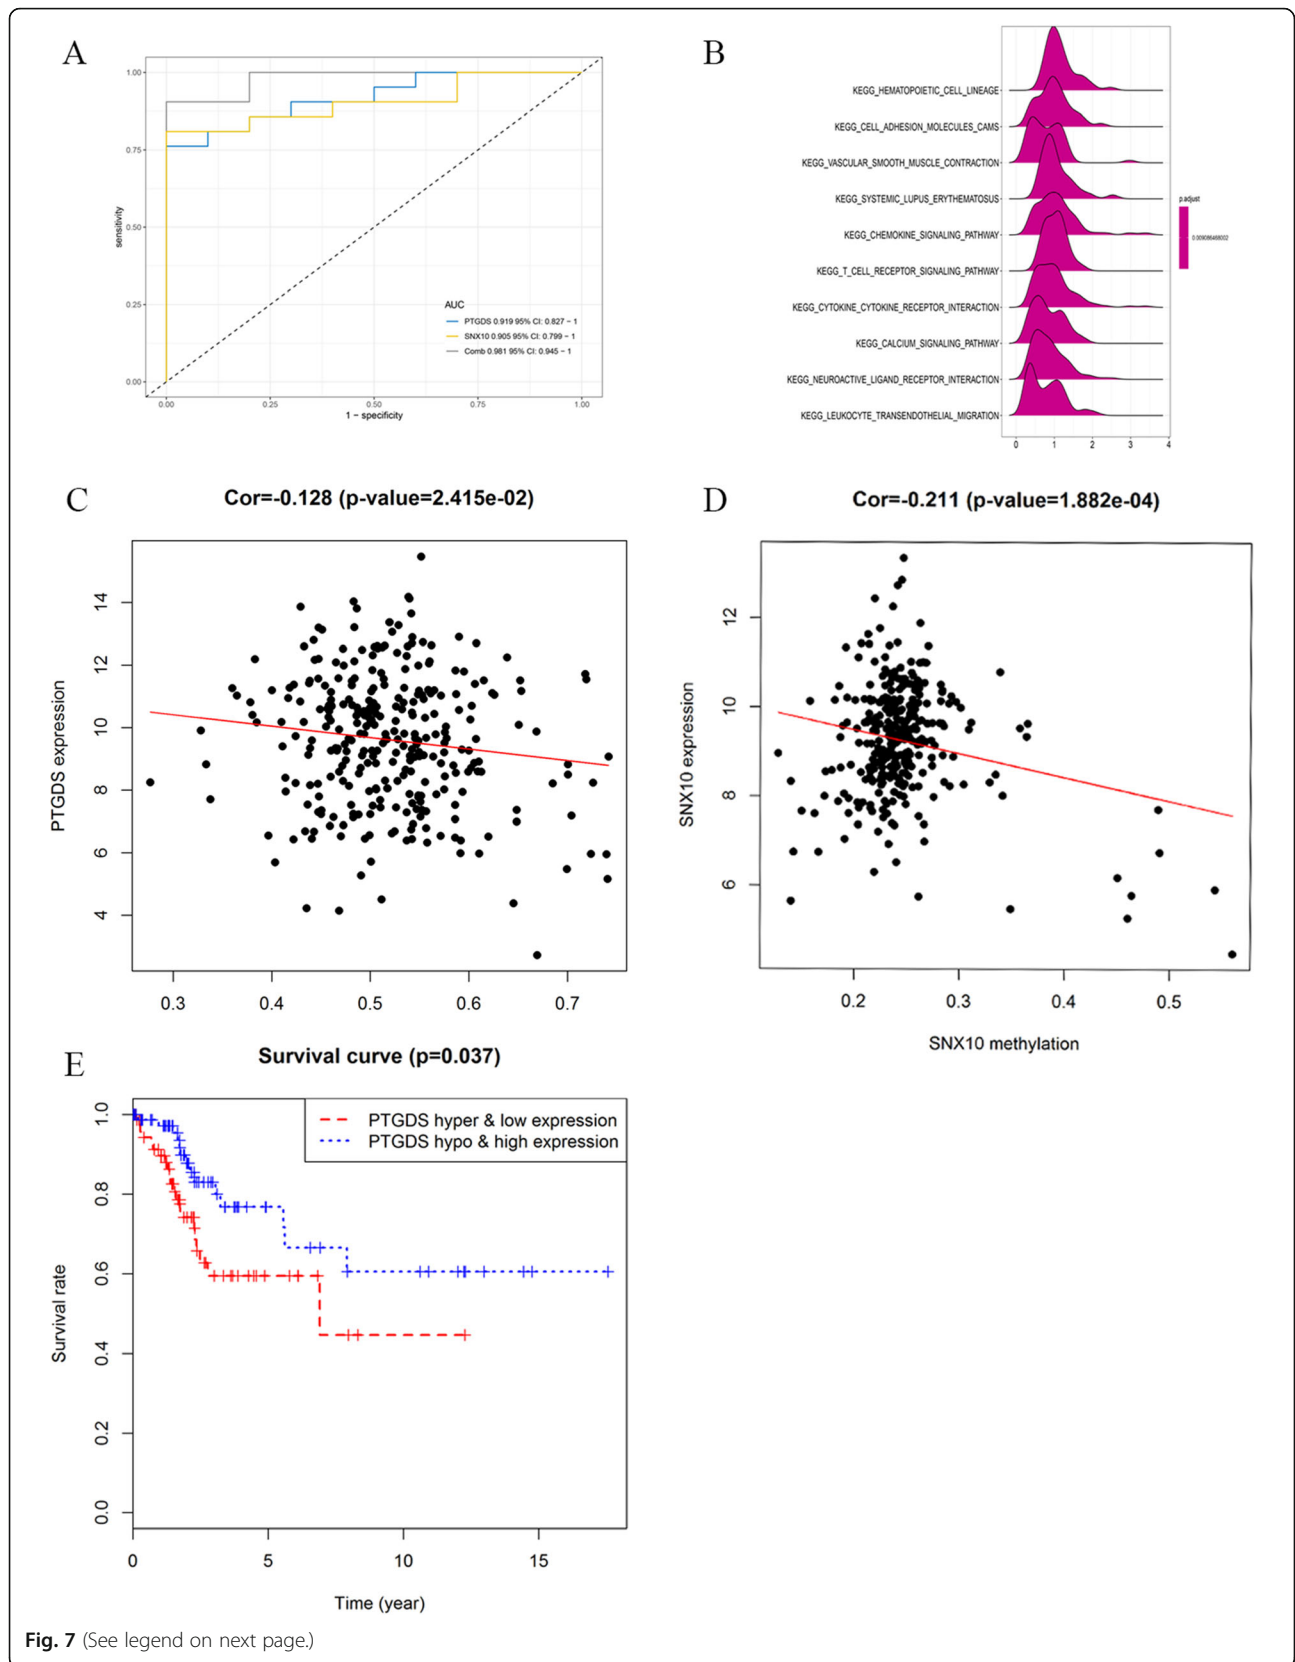 A
1.00
0.75
0.50
0.25
0.00
sensitivity
AUC
PTGDS 0.919 95% CI: 0.827 − 1
SNX10 0.905 95% CI: 0.799 − 1
Comb 0.981 95% CI: 0.945 − 1
0.00 0.25 0.50 0.75 1.00
1 − specificity
B
KEGG_HEMATOPOIETIC_CELL_LINEAGE
KEGG_CELL_ADHESION_MOLECULES_CAMS
KEGG_VASCULAR_SMOOTH_MUSCLE_CONTRACTION
KEGG_SYSTEMIC_LUPUS_ERYTHEMATOSUS
KEGG_CHEMOKINE_SIGNALING_PATHWAY
KEGG_T_CELL_RECEPTOR_SIGNALING_PATHWAY
KEGG_CYTOKINE_CYTOKINE_RECEPTOR_INTERACTION
KEGG_CALCIUM_SIGNALING_PATHWAY
KEGG_NEUROACTIVE_LIGAND_RECEPTOR_INTERACTION
KEGG_LEUKOCYTE_TRANSENDOTHELIAL_MIGRATION
0 1 2 3 4
p.adjust
C
Cor=-0.128 (p-value=2.415e-02)
PTGDS expression
14
12
10
8
6
4
0.3 0.4 0.5 0.6 0.7
D
Cor=-0.211 (p-value=1.882e-04)
SNX10 expression
12
10
8
6
0.2 0.3 0.4 0.5
SNX10 methylation
E
Survival curve (p=0.037)
PTGDS hyper & low expression
PTGDS hypo & high expression
Survival rate
1.0
0.8
0.6
0.4
0.2
0.0
0 5 10 15
Time (year)
Fig. 7 (See legend on next page.)